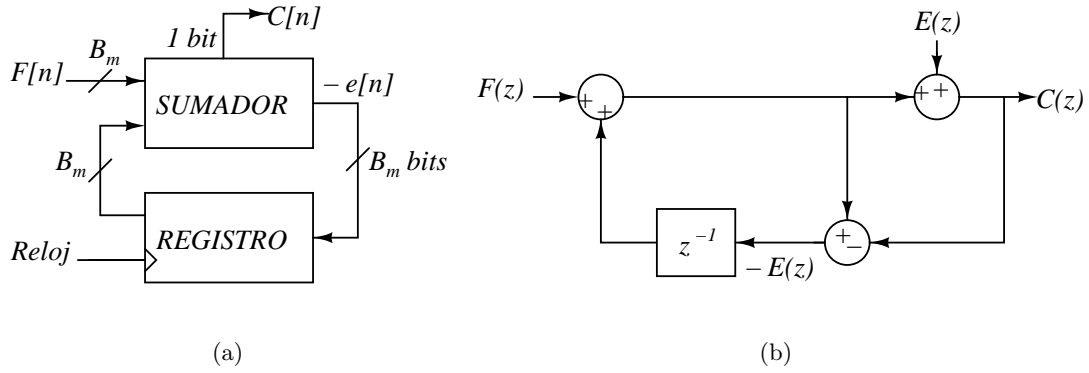 C[n]
1 bit
B_m
F[n]
SUMADOR
– e[n]
B_m
B_m bits
REGISTRO
Reloj
(a)
E(z)
F(z)
+
+
+
+
C(z)
z^{-1}
+
–
– E(z)
(b)